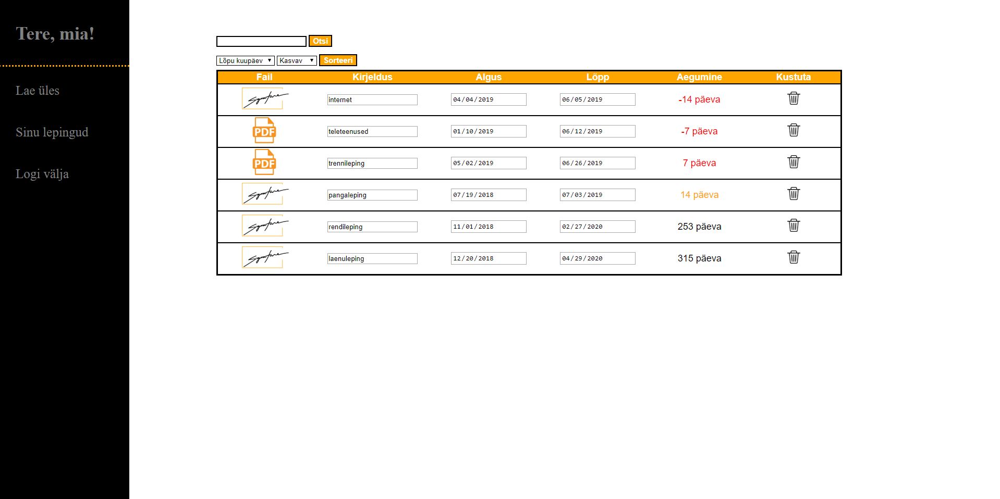 Tere, mia!
Lae üles
Sinu lepingud
Logi välja
Otsi
Lõpu kuupäev Kasvav Sorteeri
Fail Kirjeldus Algus Lõpp Aegumine Kustuta
Signature internet 04/04/2019 06/05/2019 -14 päeva
PDF teleteenused 01/10/2019 06/12/2019 -7 päeva
PDF trennileping 05/02/2019 06/26/2019 7 päeva
Signature pangaleping 07/19/2018 07/03/2019 14 päeva
Signature rendileping 11/01/2018 02/27/2020 253 päeva
Signature laenuleping 12/20/2018 04/29/2020 315 päeva